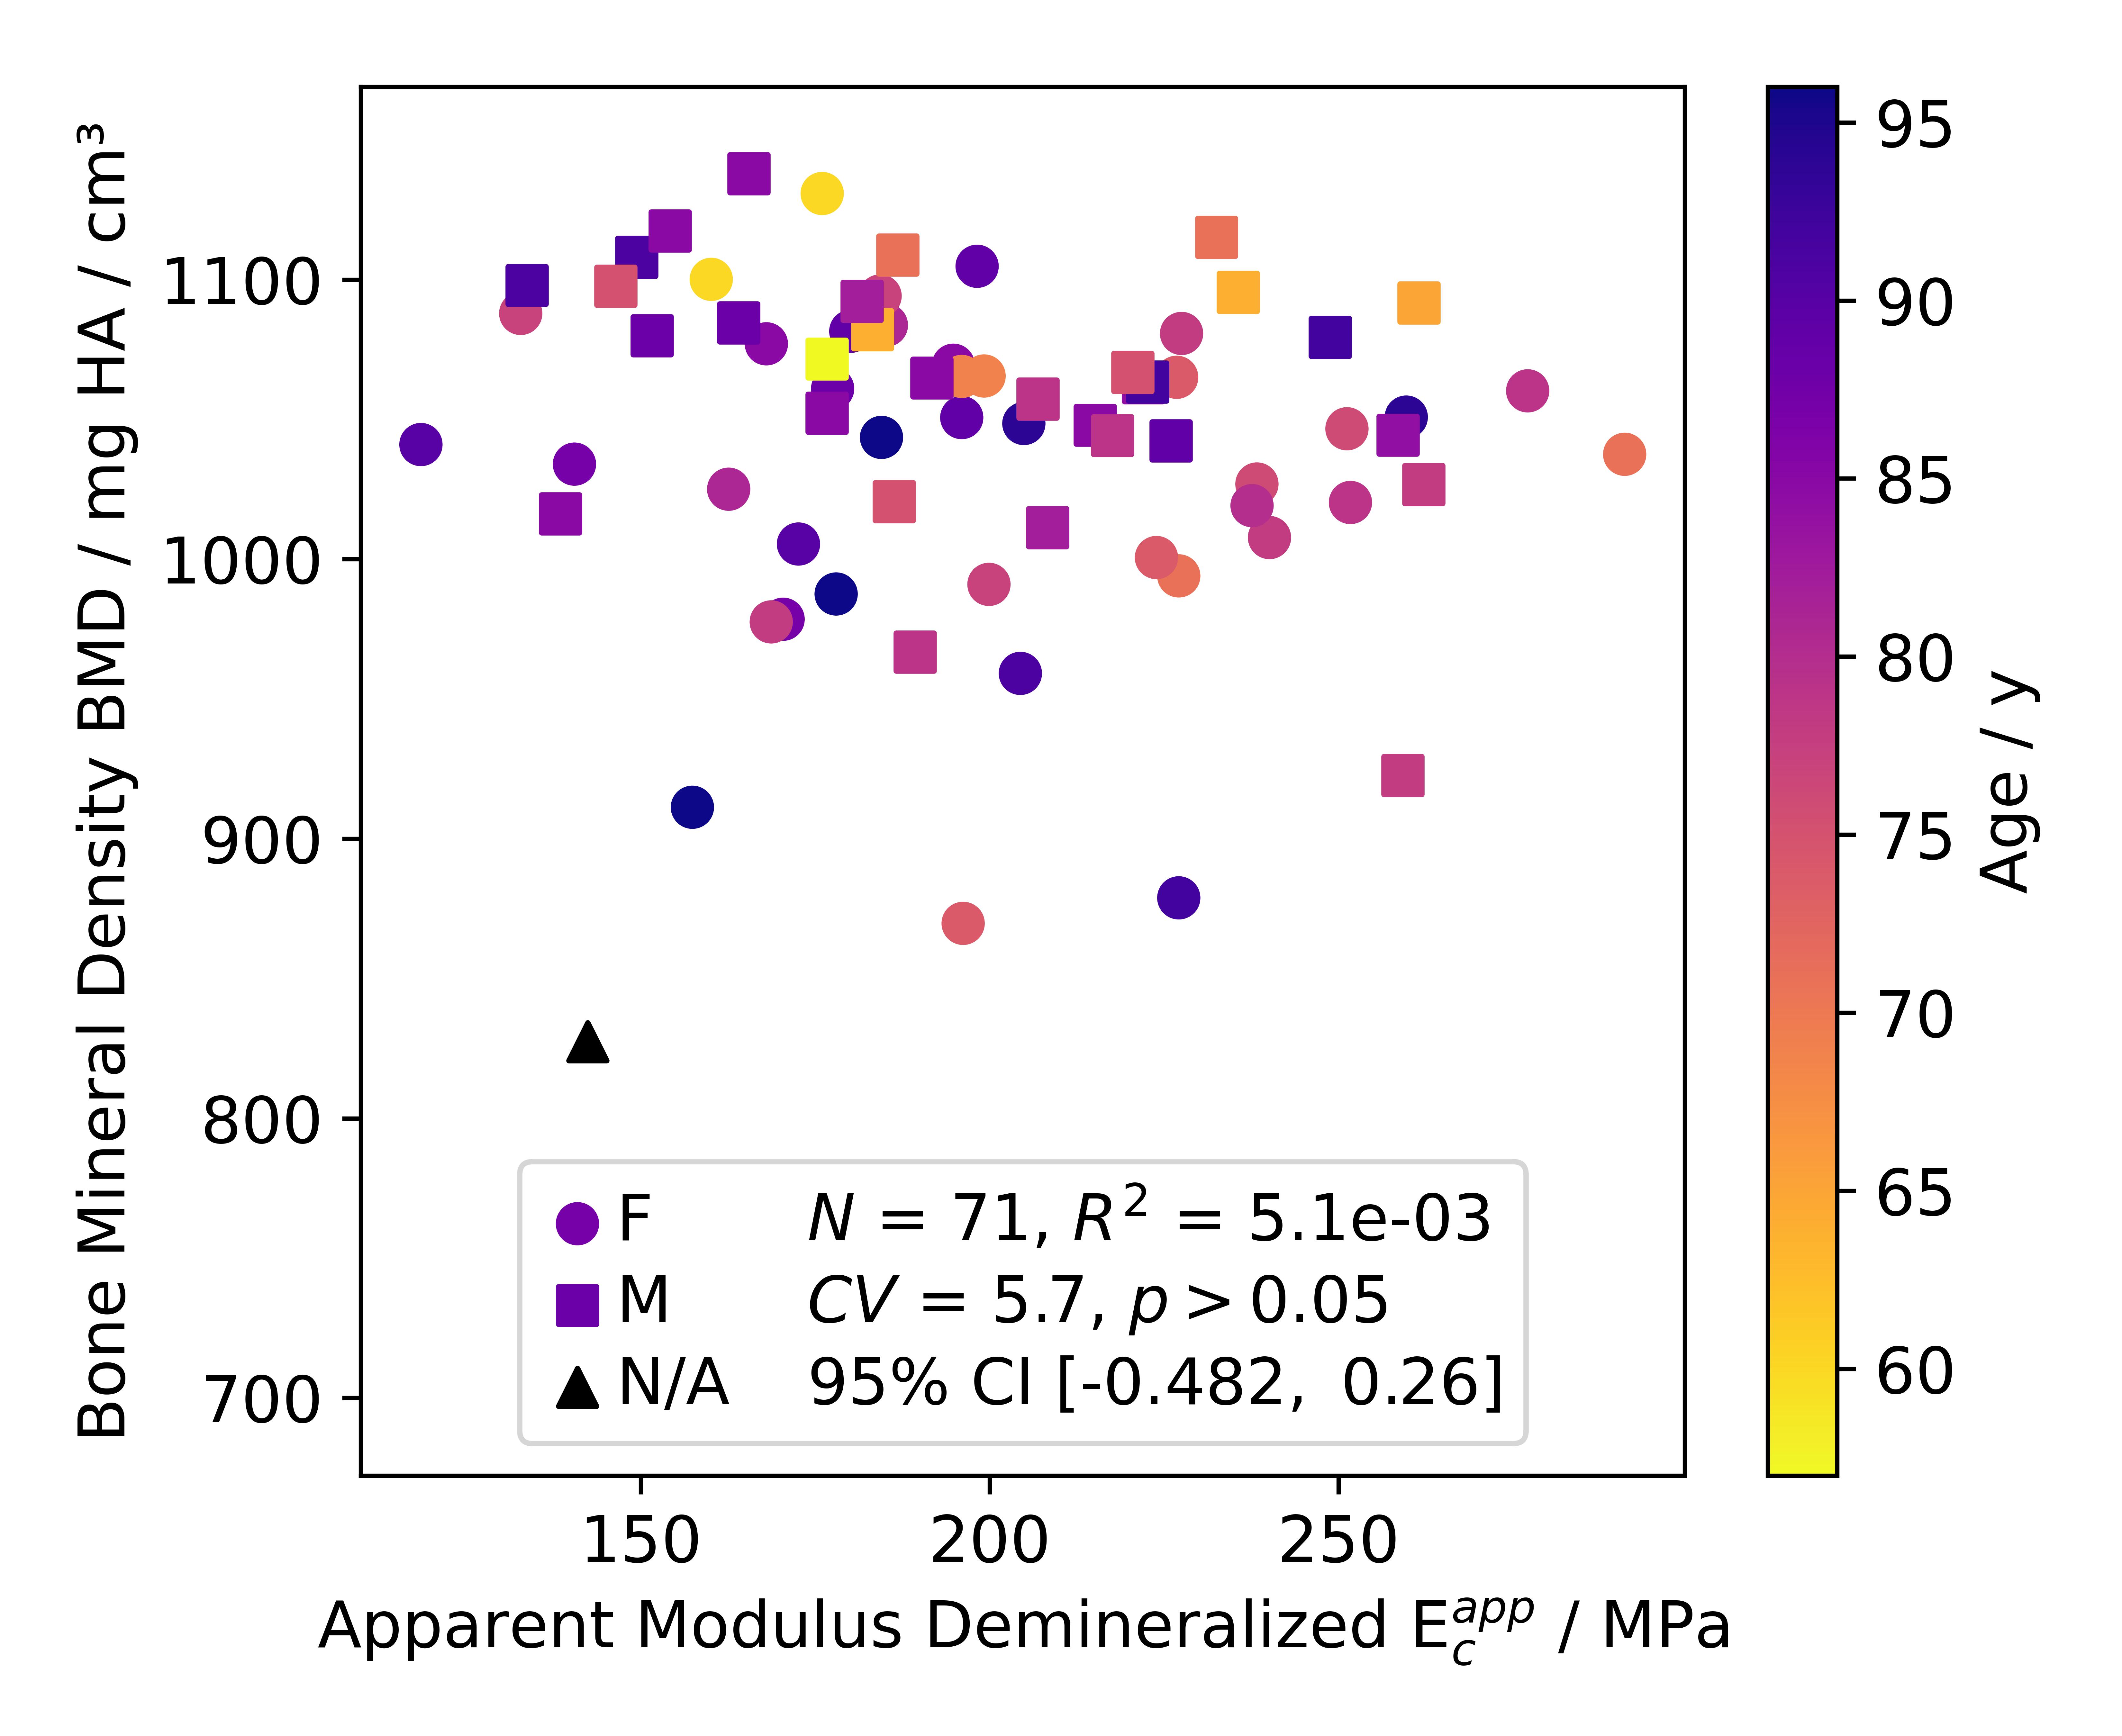 Bone Mineral Density BMD / mg HA / cm³
1100
1000
900
800
700
F N = 71, R² = 5.1e-03
M CV = 5.7, p > 0.05
N/A 95% CI [-0.482, 0.26]
150 200 250
Apparent Modulus Demineralized E_c^app / MPa
95
90
85
80
75
70
65
60
Age / y